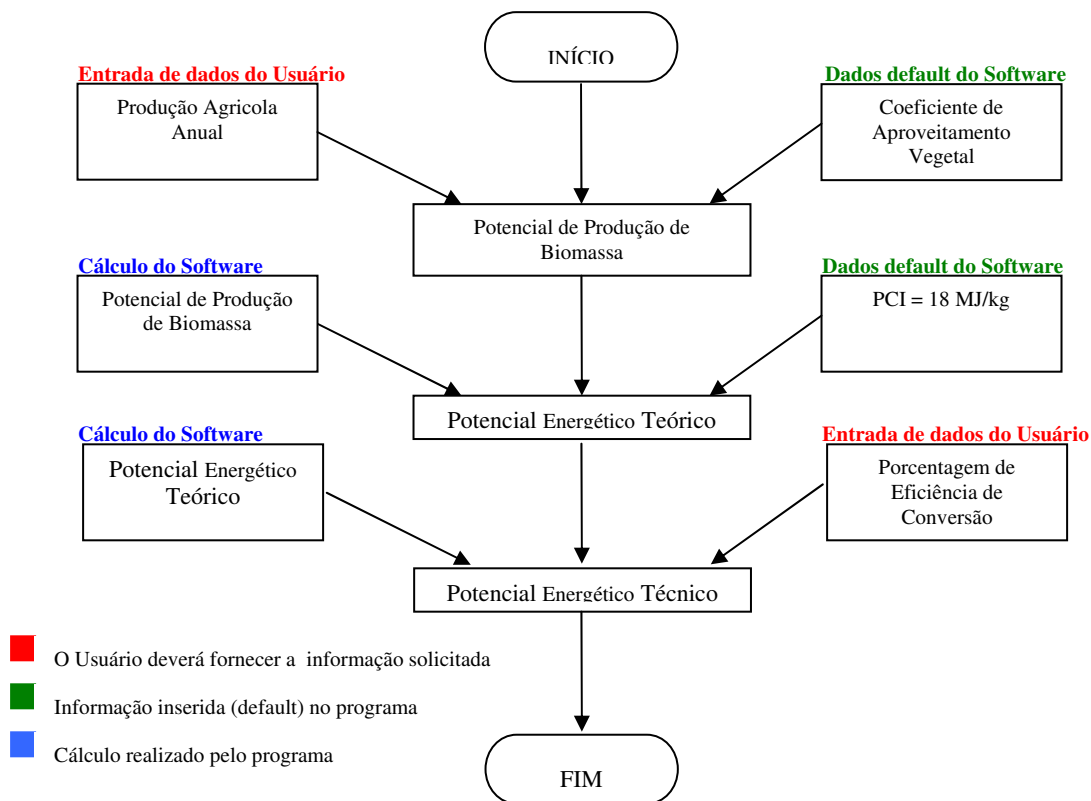 INÍCIO
Entrada de dados do Usuário
Produção Agricola
Anual
Dados default do Software
Coeficiente de
Aproveitamento
Vegetal
Potencial de Produção de
Biomassa
Cálculo do Software
Potencial de Produção
de Biomassa
Dados default do Software
PCI = 18 MJ/kg
Potencial Energético Teórico
Cálculo do Software
Potencial Energético
Teórico
Entrada de dados do Usuário
Porcentagem de
Eficiência de
Conversão
Potencial Energético Técnico
O Usuário deverá fornecer a informação solicitada
Informação inserida (default) no programa
Cálculo realizado pelo programa
FIM